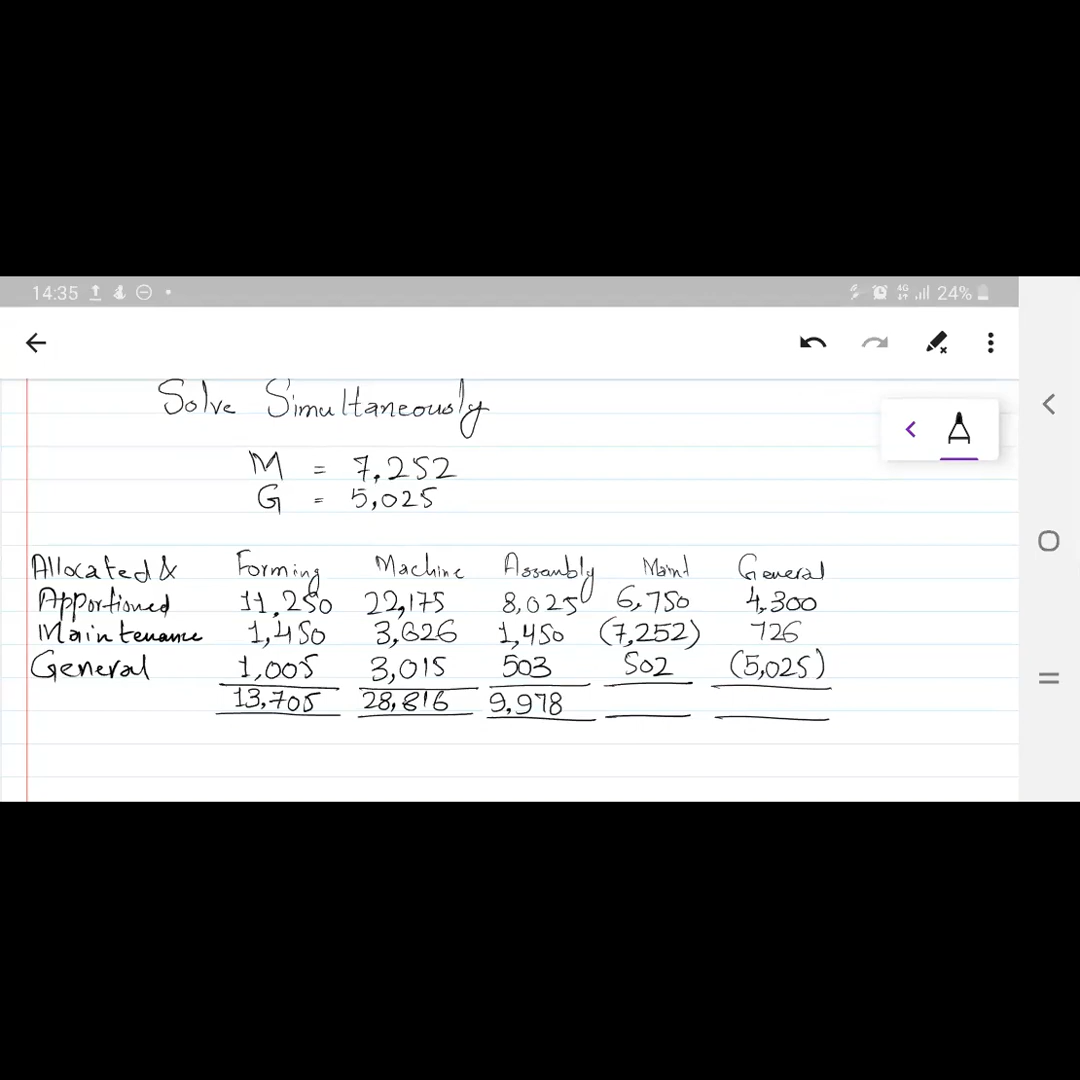 14:35 4G 24%
Solve Simultaneously
M = 7,252
G = 5,025
Allocated & Forming Machine Assambly Maint General
Apportioned 11,250 22,175 8,025 6,750 4,300
Maintenance 1,450 3,626 1,450 (7,252) 726
General 1,005 3,015 503 502 (5,025)
13,705 28,816 9,978